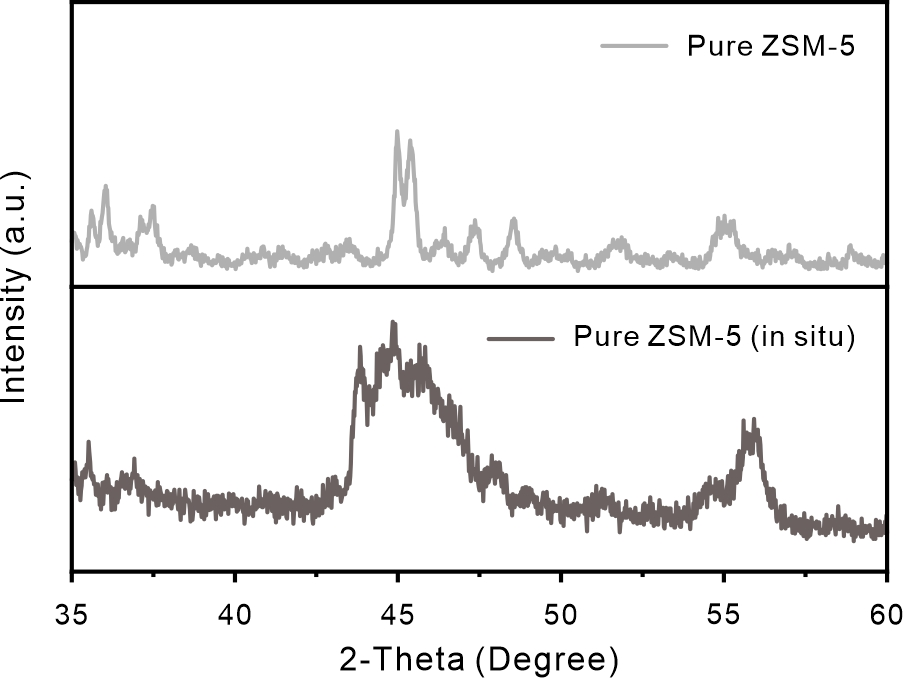 Pure ZSM-5
Pure ZSM-5 (in situ)
Intensity (a.u.)
35 40 45 50 55 60
2-Theta (Degree)